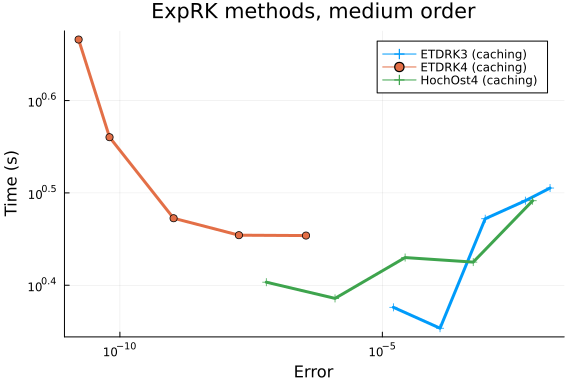 ExpRK methods, medium order
ETDRK3 (caching)
ETDRK4 (caching)
HochOst4 (caching)
Time (s)
10^0.6
10^0.5
10^0.4
10^-10
10^-5
Error